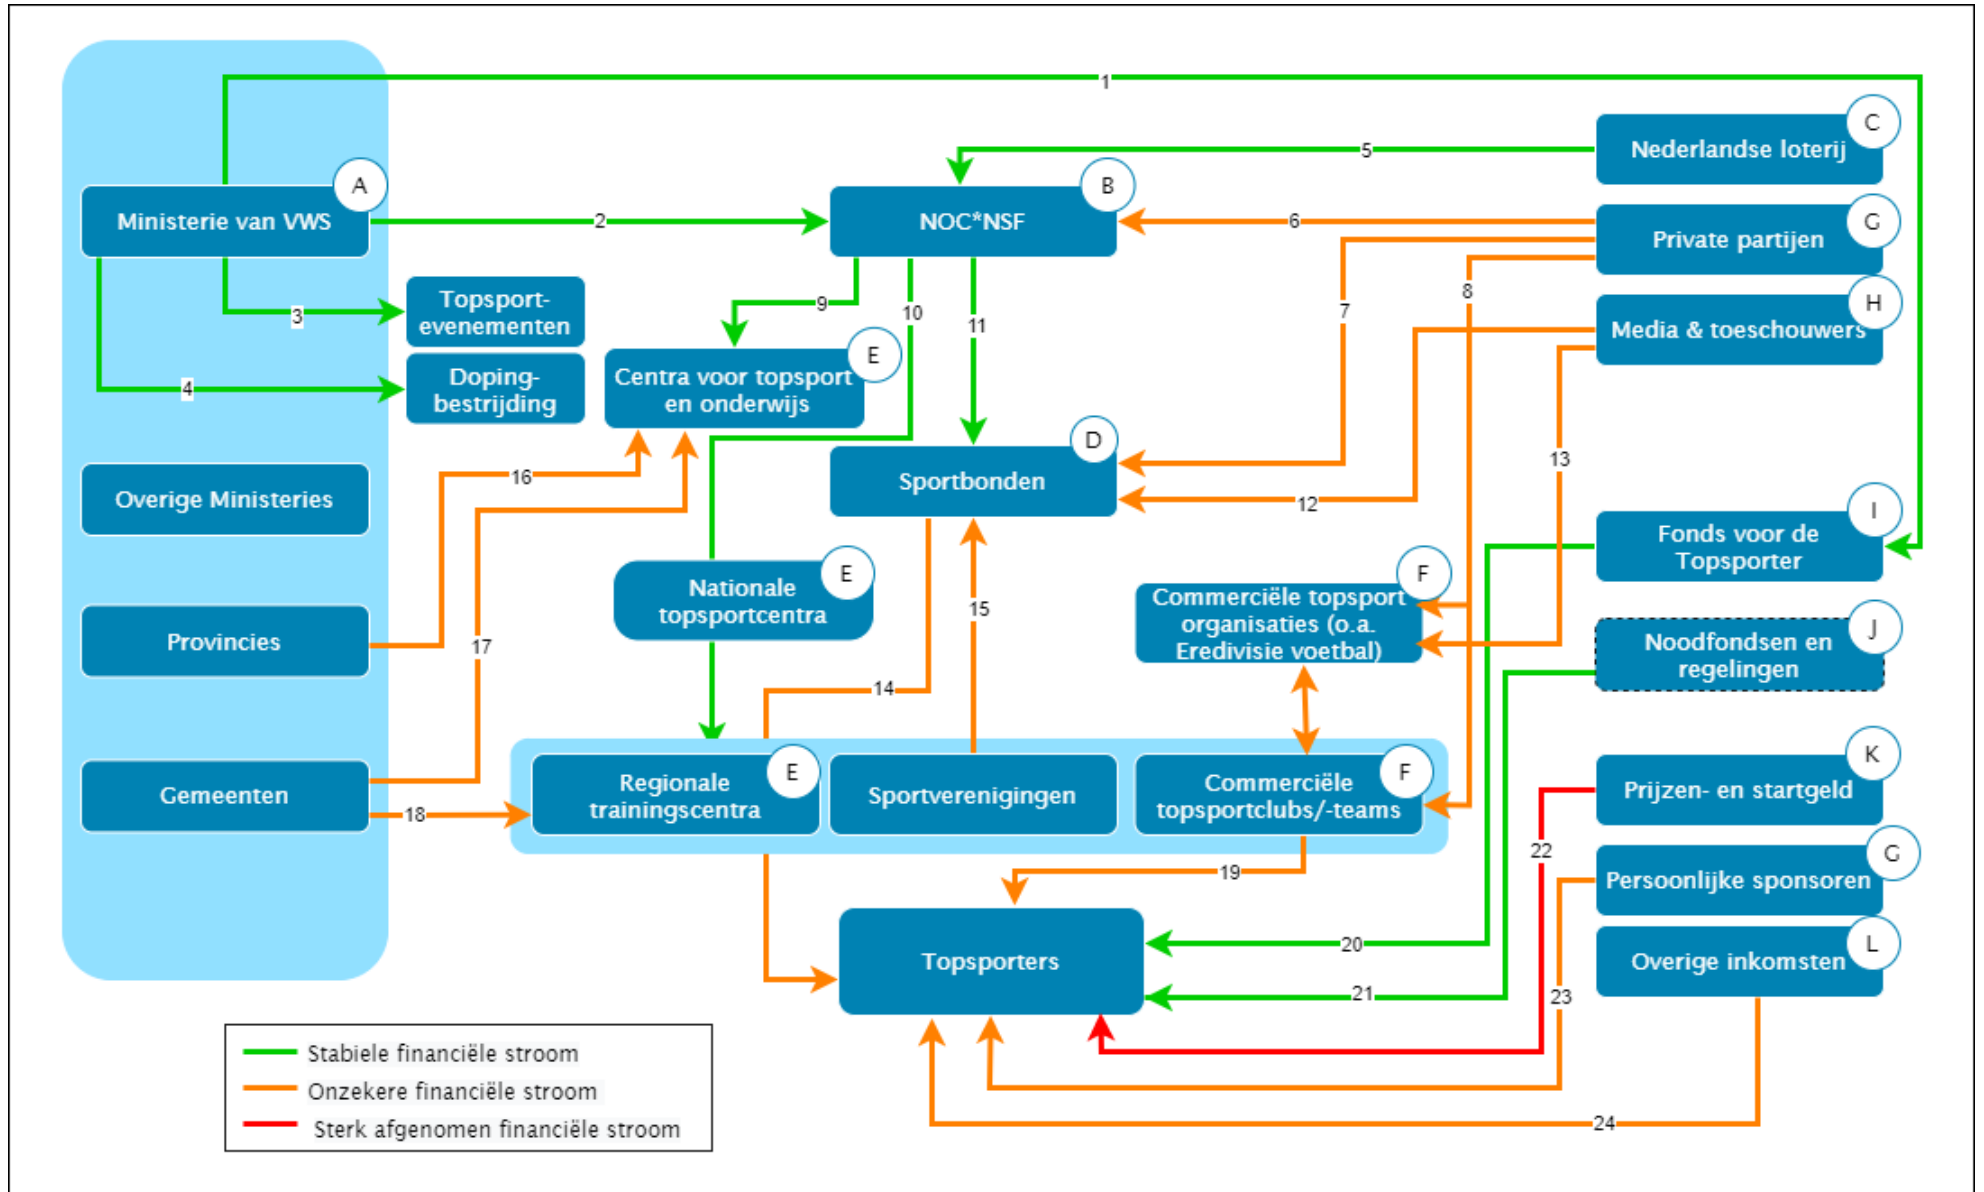 1
C
Nederlandse loterij
5
A
Ministerie van VWS
2
B
NOC*NSF
6
G
Private partijen
3
Topsport-
evenementen
9
10
11
7
8
H
Media & toeschouwers
4
Doping-
bestrijding
E
Centra voor topsport
en onderwijs
D
Sportbonden
16
12
13
Overige Ministeries
I
Fonds voor de
Topsporter
E
Nationale
topsportcentra
15
F
Commerciële topsport
organisaties (o.a.
Eredivisie voetbal)
Provincies
17
J
Noodfondsen en
regelingen
14
Gemeenten
18
E
Regionale
trainingscentra
Sportverenigingen
F
Commerciële
topsportclubs/-teams
K
Prijzen- en startgeld
22
19
G
Persoonlijke sponsoren
Topsporters
20
21
23
L
Overige inkomsten
24
Stabiele financiële stroom
Onzekere financiële stroom
Sterk afgenomen financiële stroom